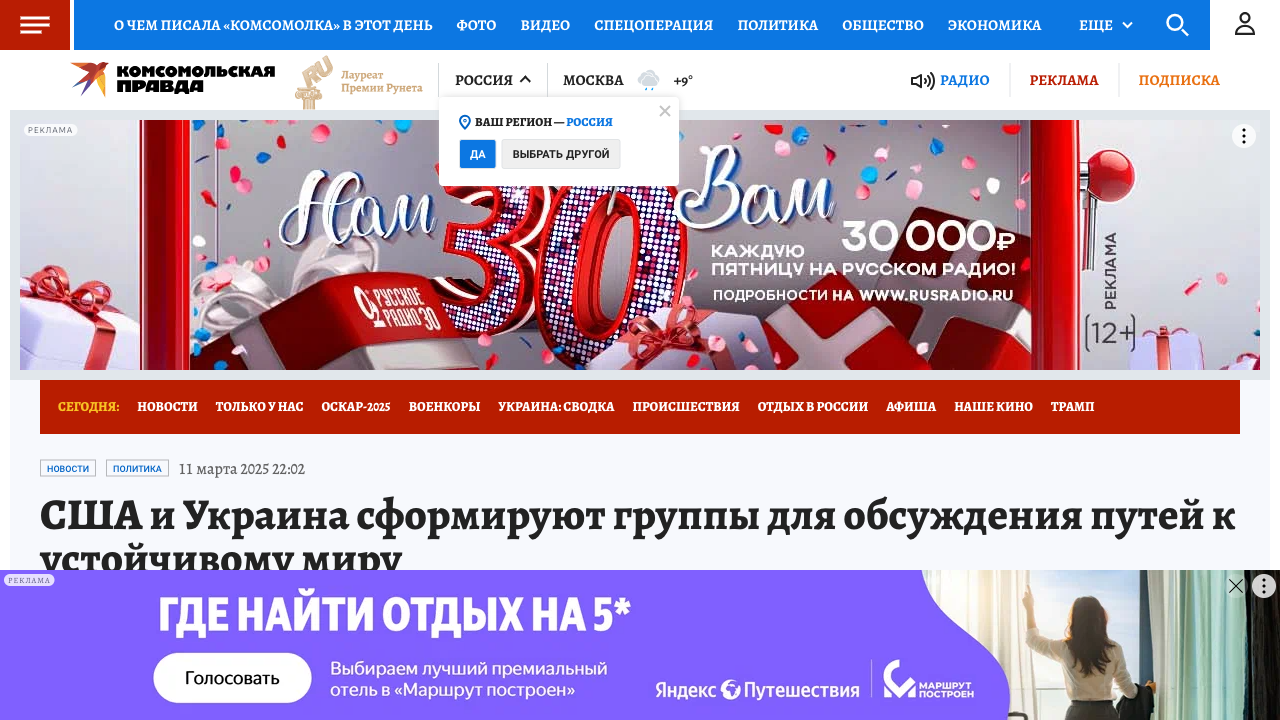 О ЧЕМ ПИСАЛА «КОМСОМОЛКА» В ЭТОТ ДЕНЬ ФОТО ВИДЕО СПЕЦОПЕРАЦИЯ ПОЛИТИКА ОБЩЕСТВО ЭКОНОМИКА ЕЩЕ
КОМСОМОЛЬСКАЯ
ПРАВДА
RU
Лауреат
Премии Рунета
РОССИЯ
МОСКВА +9°
РАДИО РЕКЛАМА ПОДПИСКА
ВАШ РЕГИОН — РОССИЯ
ДА ВЫБРАТЬ ДРУГОЙ
РЕКЛАМА
Нам 30 Вам
30 000₽
КАЖДУЮ
ПЯТНИЦУ НА РУССКОМ РАДИО!
ПОДРОБНОСТИ НА WWW.RUSRADIO.RU
РУССКОЕ
РАДИО 30
РЕКЛАМА
12+
СЕГОДНЯ: НОВОСТИ ТОЛЬКО У НАС ОСКАР-2025 ВОЕНКОРЫ УКРАИНА: СВОДКА ПРОИСШЕСТВИЯ ОТДЫХ В РОССИИ АФИША НАШЕ КИНО ТРАМП
НОВОСТИ ПОЛИТИКА 11 марта 2025 22:02
США и Украина сформируют группы для обсуждения путей к
устойчивому миру
РЕКЛАМА
ГДЕ НАЙТИ ОТДЫХ НА 5*
Голосовать
Выбираем лучший премиальный
отель в «Маршрут построен»
Яндекс Путешествия
МАРШРУТ
ПОСТРОЕН